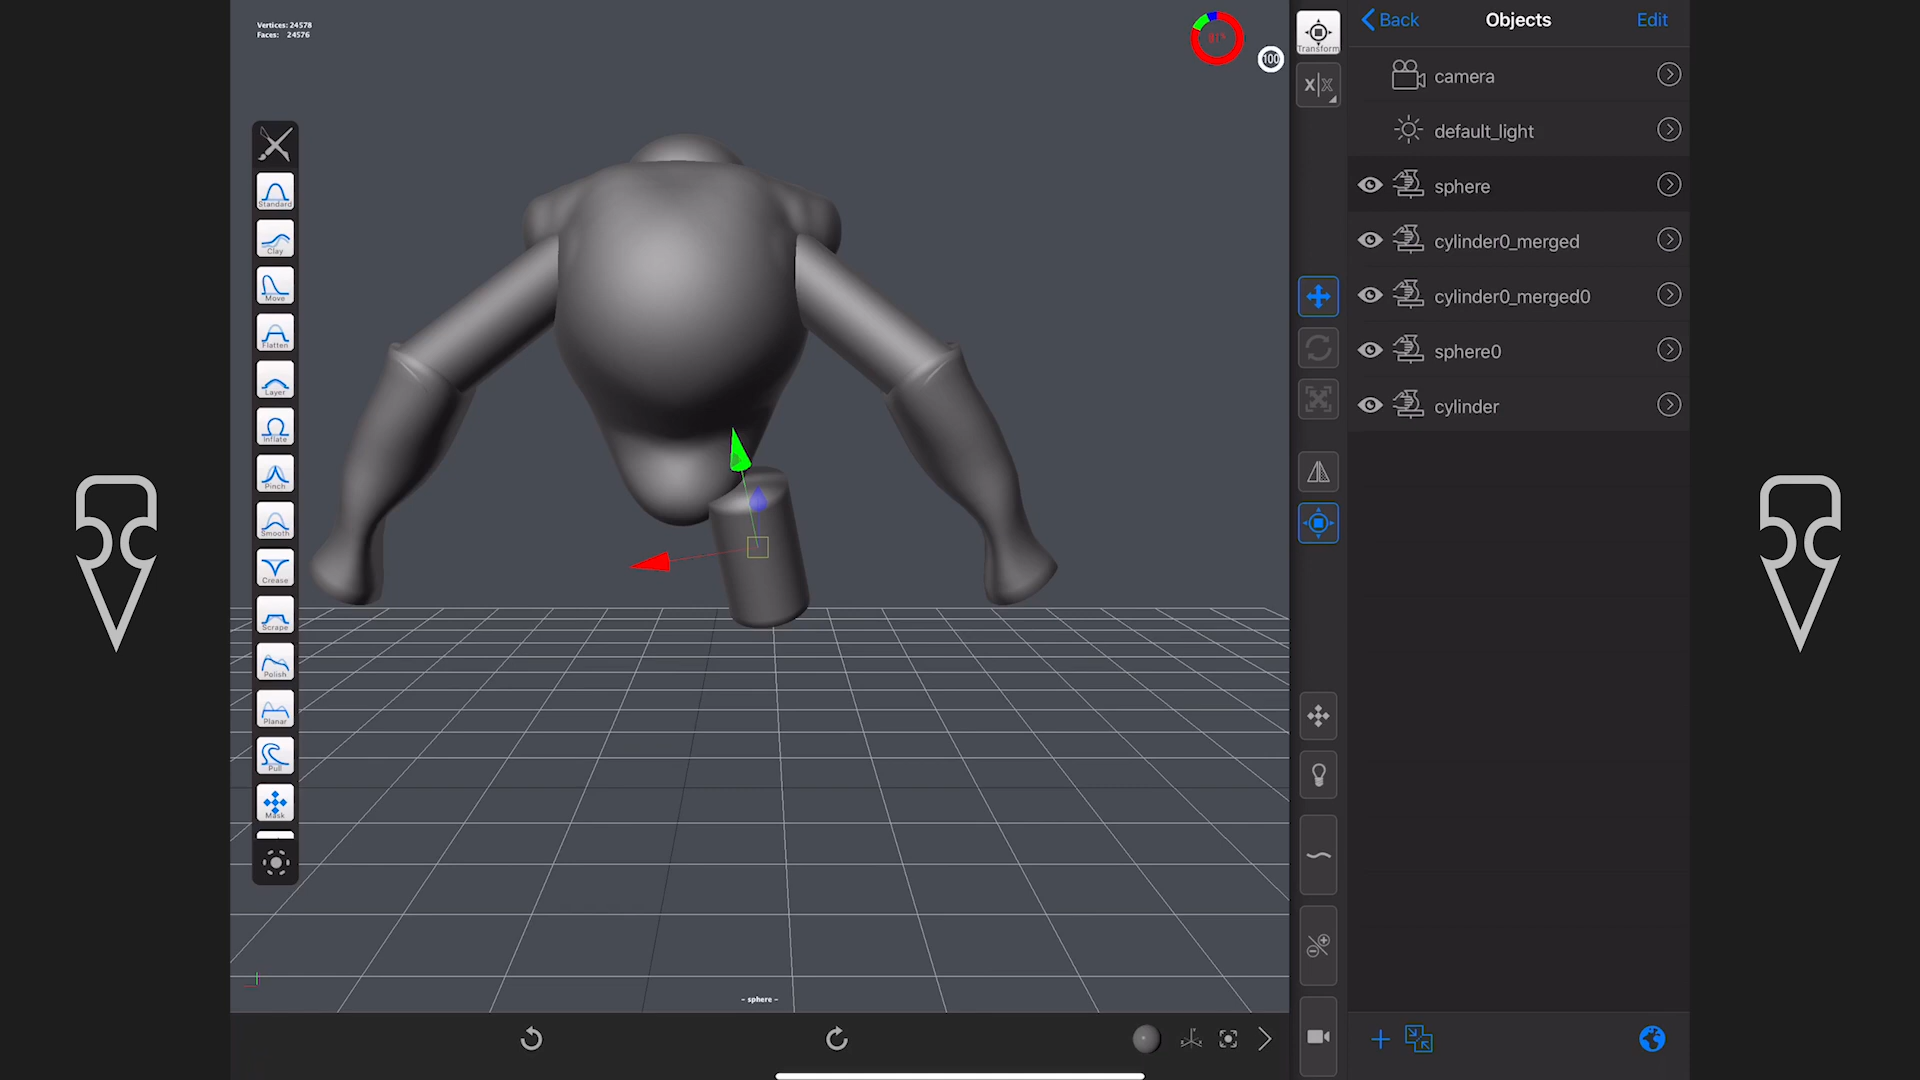 Vertices: 24578
Faces: 24576
100
Transform
X|X
Back
Objects
Edit
camera
default_light
sphere
cylinder0_merged
cylinder0_merged0
sphere0
cylinder
Standard
Clay
Move
Flatten
Layer
Inflate
Pinch
Smooth
Crease
Scrape
Polish
Planar
Pull
Mask
- sphere -